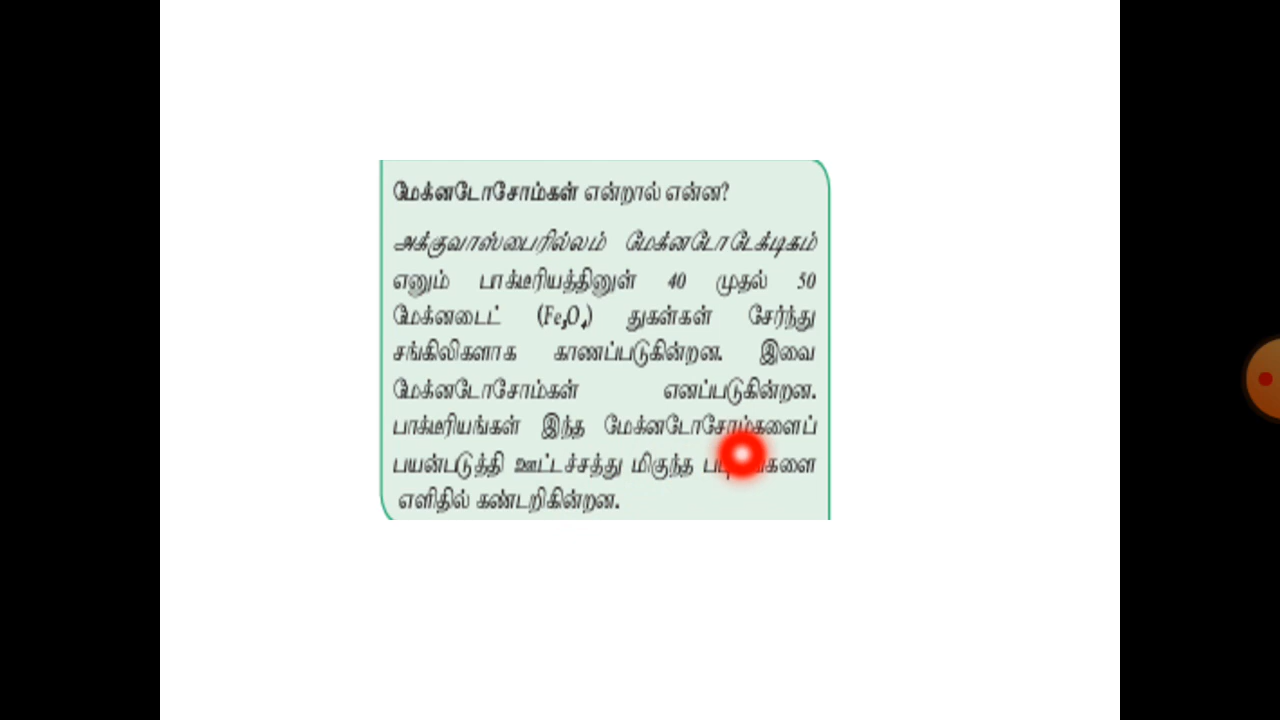 மேக்னடோசோம்கள் என்றால் என்ன?
அக்குவாஸ்பைரில்லம் மேக்னடோடேக்டிகம்
எனும் பாக்டீரியத்தினுள் 40 முதல் 50
மேக்னடைட் (Fe₃O₄) துகள்கள் சேர்ந்து
சங்கிலிகளாக காணப்படுகின்றன. இவை
மேக்னடோசோம்கள் எனப்படுகின்றன.
பாக்டீரியங்கள் இந்த மேக்னடோசோம்களைப்
பயன்படுத்தி ஊட்டச்சத்து மிகுந்த
எளிதில் கண்டறிகின்றன.